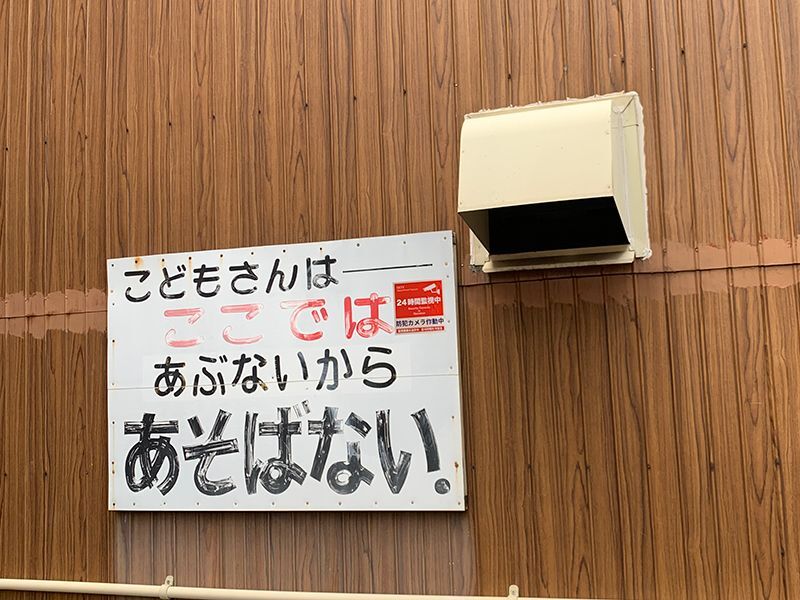 こどもさんは――
ここでは
あぶないから
あそばない.
24時間監視中
防犯カメラ作動中